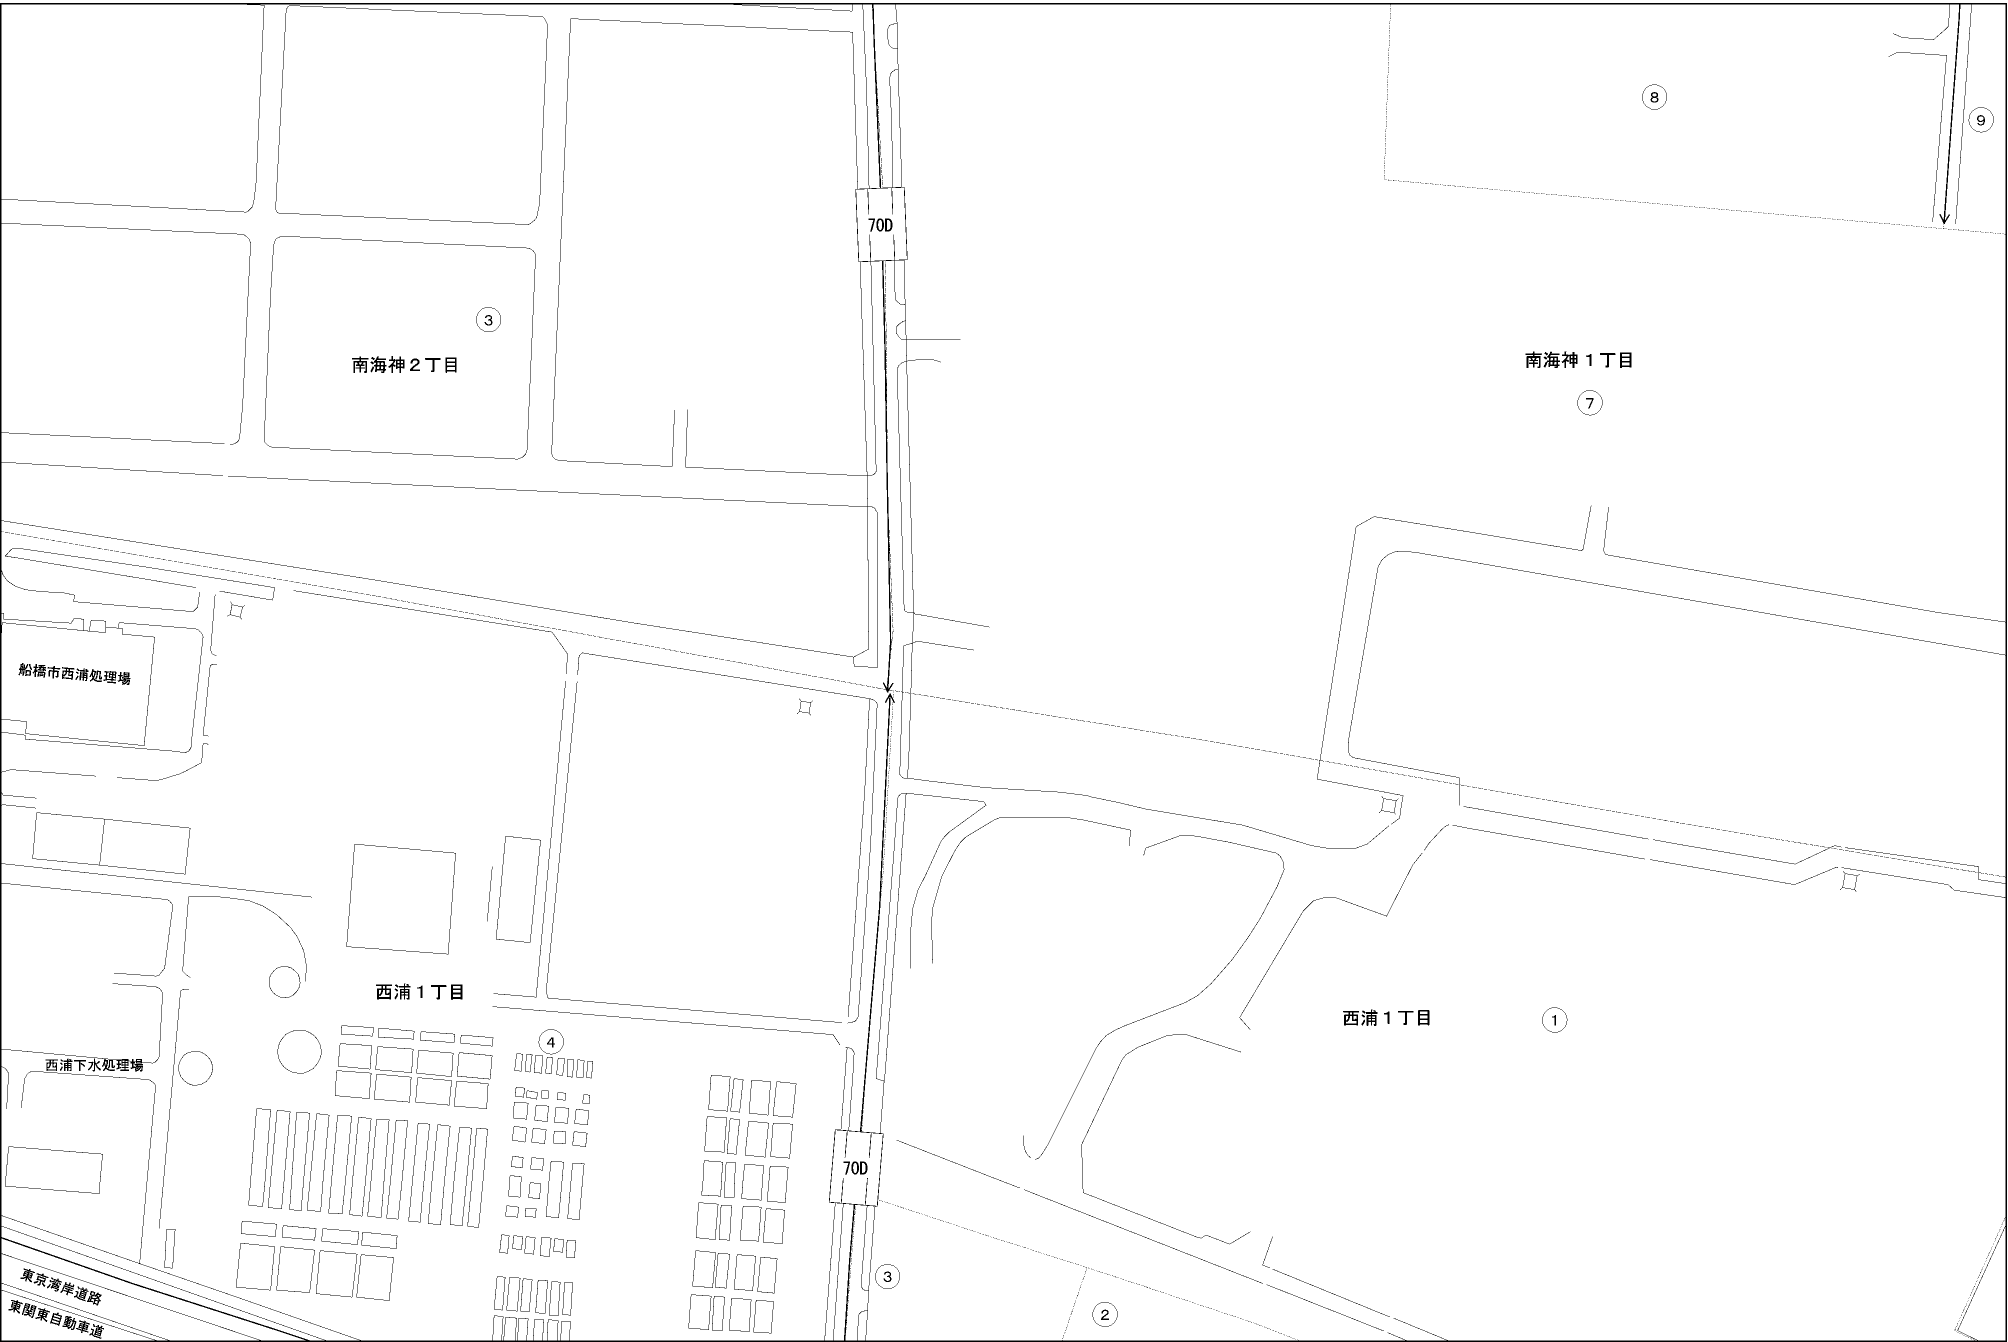 8
9
70D
3
南海神２丁目
南海神１丁目
7
船橋市西浦処理場
西浦１丁目
西浦１丁目
1
4
西浦下水処理場
70D
3
東京湾岸道路
東関東自動車道
2